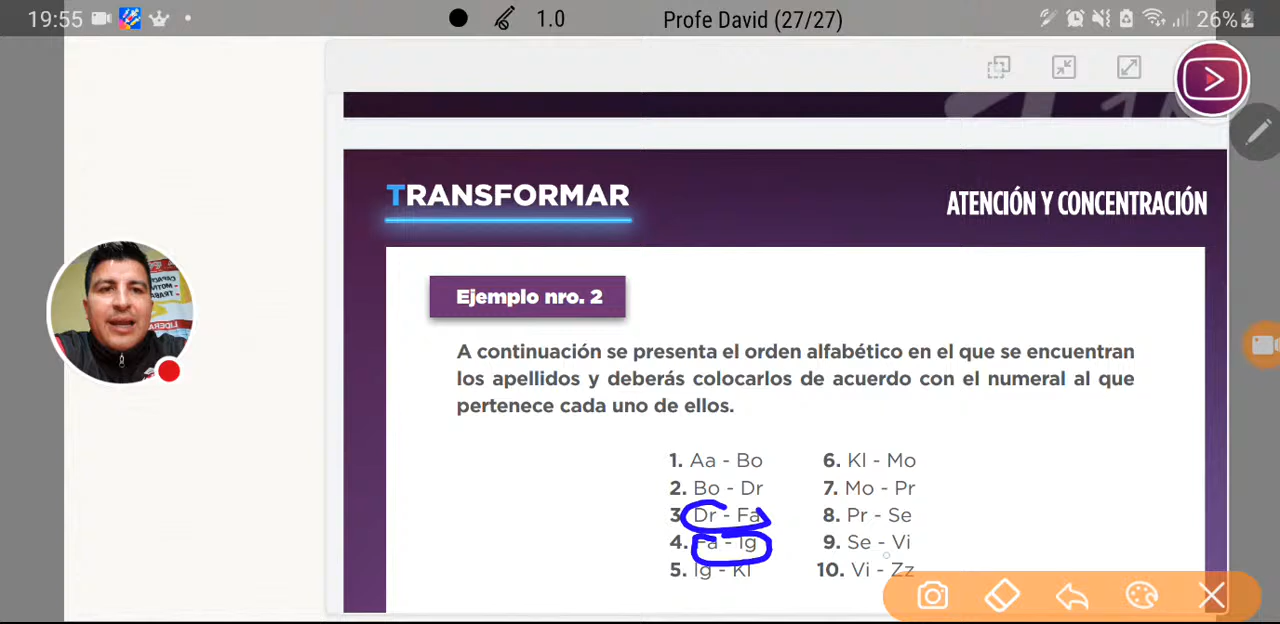 19:55
1.0
Profe David (27/27)
26%
TRANSFORMAR
ATENCIÓN Y CONCENTRACIÓN
Ejemplo nro. 2
A continuación se presenta el orden alfabético en el que se encuentran
los apellidos y deberás colocarlos de acuerdo con el numeral al que
pertenece cada uno de ellos.
1. Aa - Bo
2. Bo - Dr
3. Dr - Fa
4. Fa - Ig
5. Ig - Kl
6. Kl - Mo
7. Mo - Pr
8. Pr - Se
9. Se - Vi
10. Vi - Zz